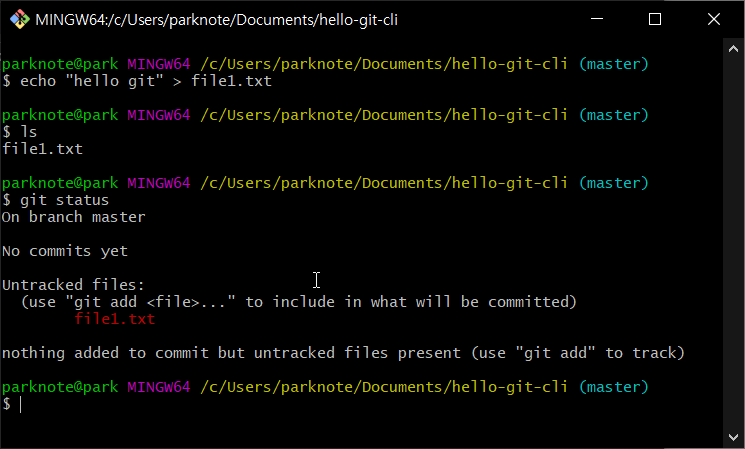 MINGW64:/c/Users/parknote/Documents/hello-git-cli
parknote@park MINGW64 /c/Users/parknote/Documents/hello-git-cli (master)
$ echo "hello git" > file1.txt
parknote@park MINGW64 /c/Users/parknote/Documents/hello-git-cli (master)
$ ls
file1.txt
parknote@park MINGW64 /c/Users/parknote/Documents/hello-git-cli (master)
$ git status
On branch master
No commits yet
Untracked files:
  (use "git add <file>..." to include in what will be committed)
        file1.txt
nothing added to commit but untracked files present (use "git add" to track)
parknote@park MINGW64 /c/Users/parknote/Documents/hello-git-cli (master)
$